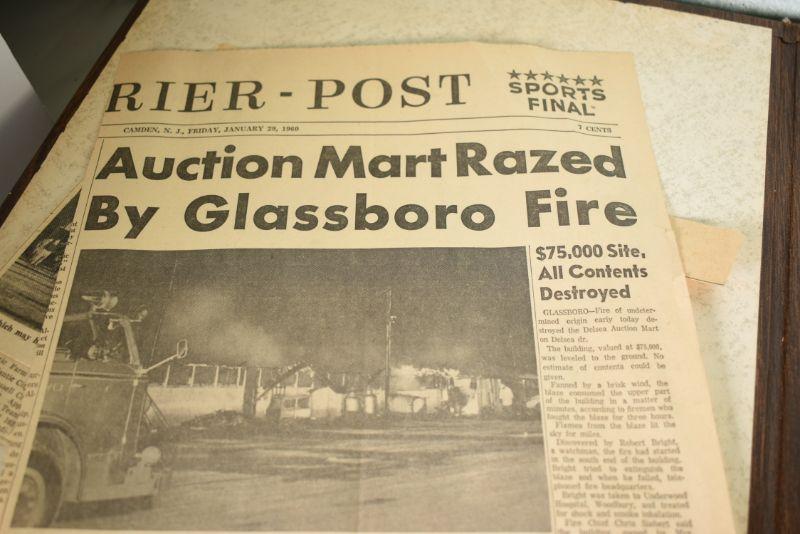 RIER - POST
SPORTS
FINAL
CAMDEN, N. J., FRIDAY, JANUARY 29, 1960
7 CENTS
Auction Mart Razed
By Glassboro Fire
$75,000 Site,
All Contents
Destroyed
GLASSBORO—Fire of undeter-
mined origin early today de-
stroyed the Delsea Auction Mart
on Delsea dr.
The building, valued at $75,000,
was leveled to the ground. No
estimate of contents could be
given.
Fanned by a brisk wind, the
blaze consumed the upper part
of the building in a matter of
minutes, according to firemen who
fought the blaze for three hours.
Flames from the blaze lit the
sky for miles.
Discovered by Robert Bright,
a watchman, the fire had started
in the south end of the building.
Bright tried to extinguish the
blaze and when he failed, tele-
phoned fire headquarters.
Bright was taken to Underwood
Hospital, Woodbury, and treated
for shock and smoke inhalation.
Fire Chief Chris Siebert said
which may